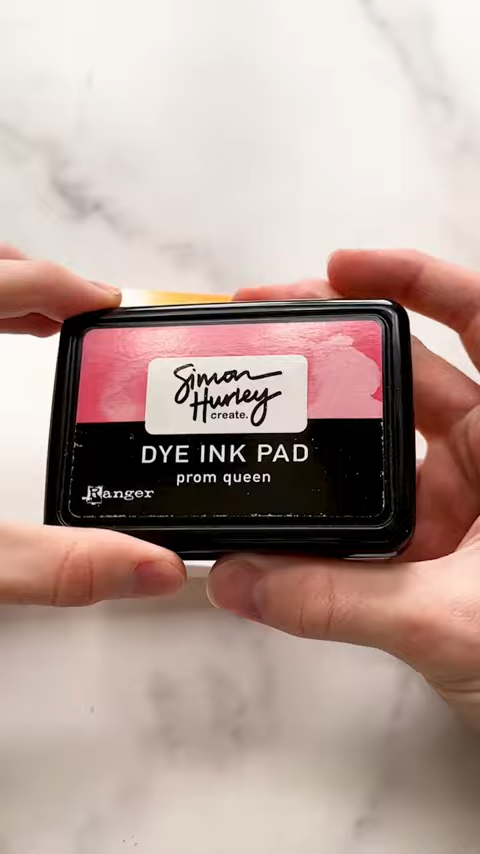 Simon
Hurley
create.
DYE INK PAD
prom queen
Ranger